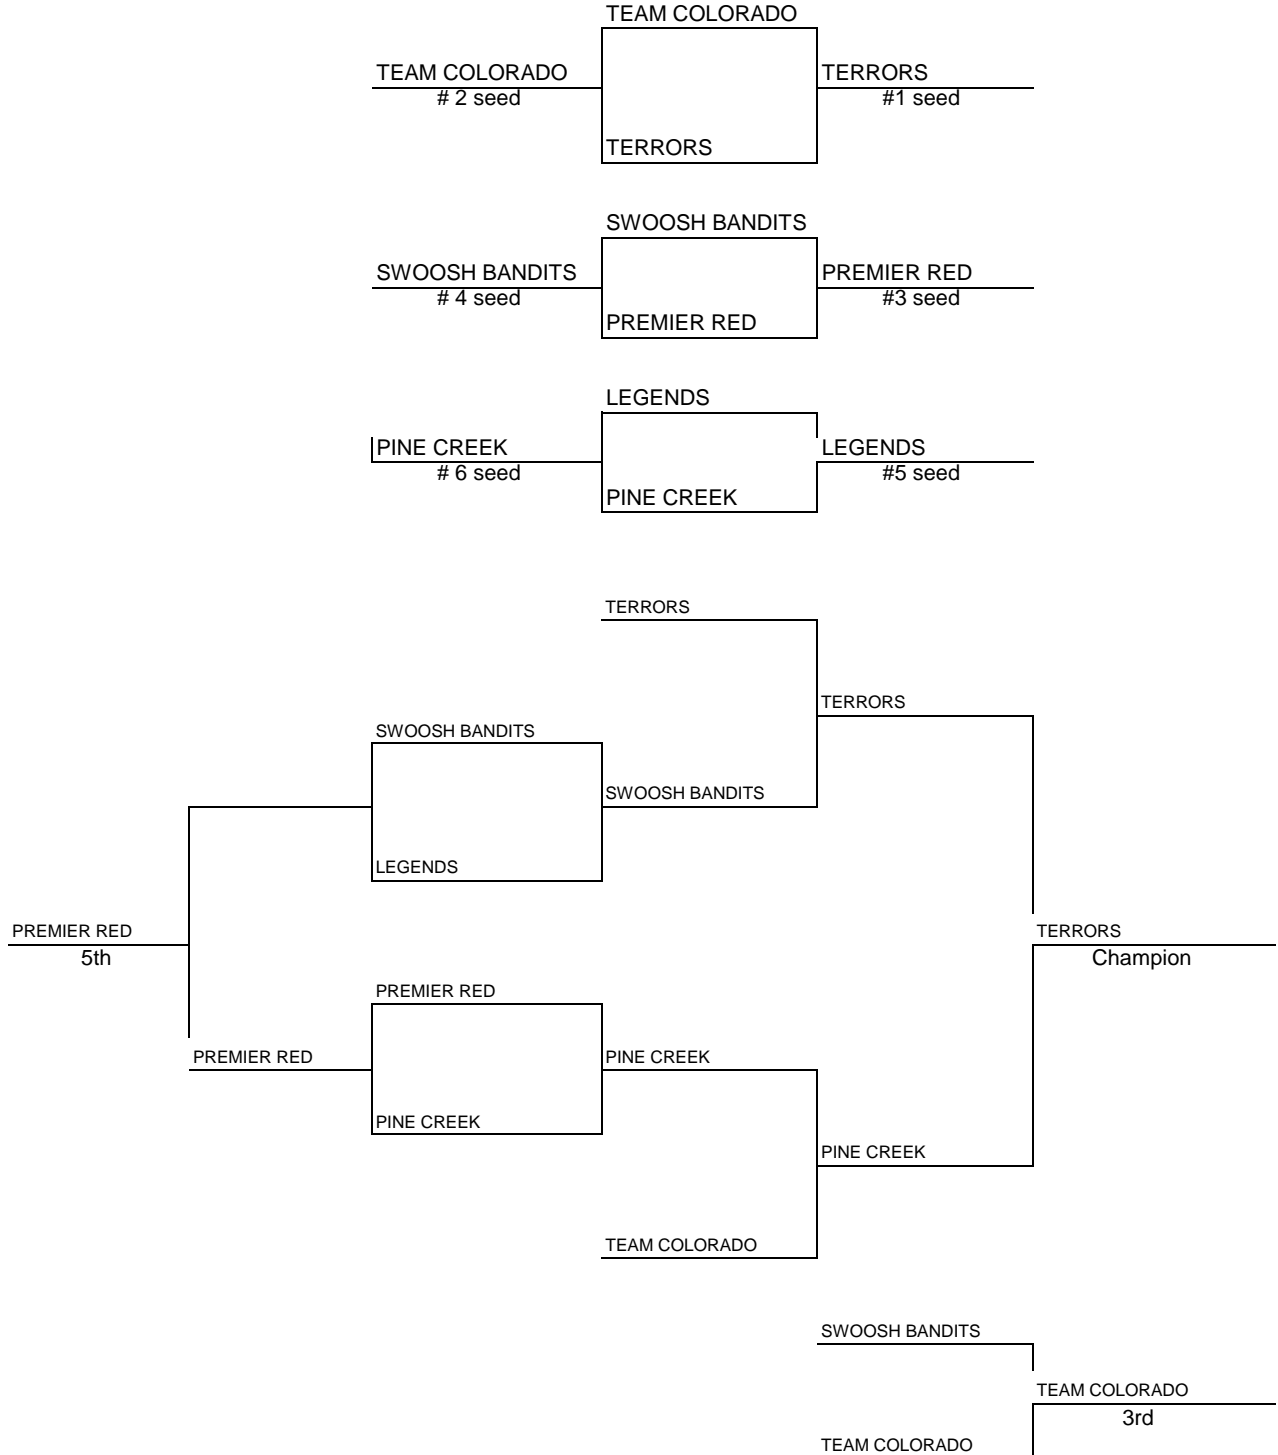 TEAM COLORADO
TEAM COLORADO
TERRORS
# 2 seed
#1 seed
TERRORS
SWOOSH BANDITS
SWOOSH BANDITS
PREMIER RED
# 4 seed
#3 seed
PREMIER RED
LEGENDS
PINE CREEK
LEGENDS
# 6 seed
#5 seed
PINE CREEK
TERRORS
TERRORS
SWOOSH BANDITS
SWOOSH BANDITS
LEGENDS
PREMIER RED
5th
TERRORS
Champion
PREMIER RED
PREMIER RED
PINE CREEK
PINE CREEK
PINE CREEK
TEAM COLORADO
SWOOSH BANDITS
TEAM COLORADO
3rd
TEAM COLORADO